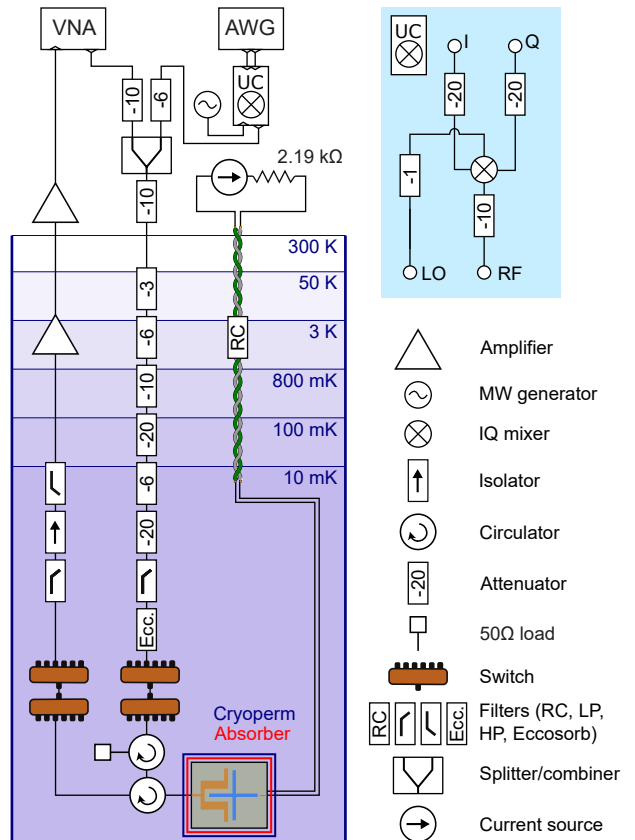 VNA
AWG
-10
-6
UC
2.19 kΩ
-10
300 K
-3
50 K
-6
RC
3 K
-10
800 mK
-20
100 mK
-6
10 mK
-20
Ecc.
Cryoperm
Absorber
UC
I
Q
-20
-20
-1
-10
LO
RF
Amplifier
MW generator
IQ mixer
Isolator
Circulator
-20
Attenuator
50Ω load
Switch
RC
Ecc.
Filters (RC, LP,
HP, Eccosorb)
Splitter/combiner
Current source